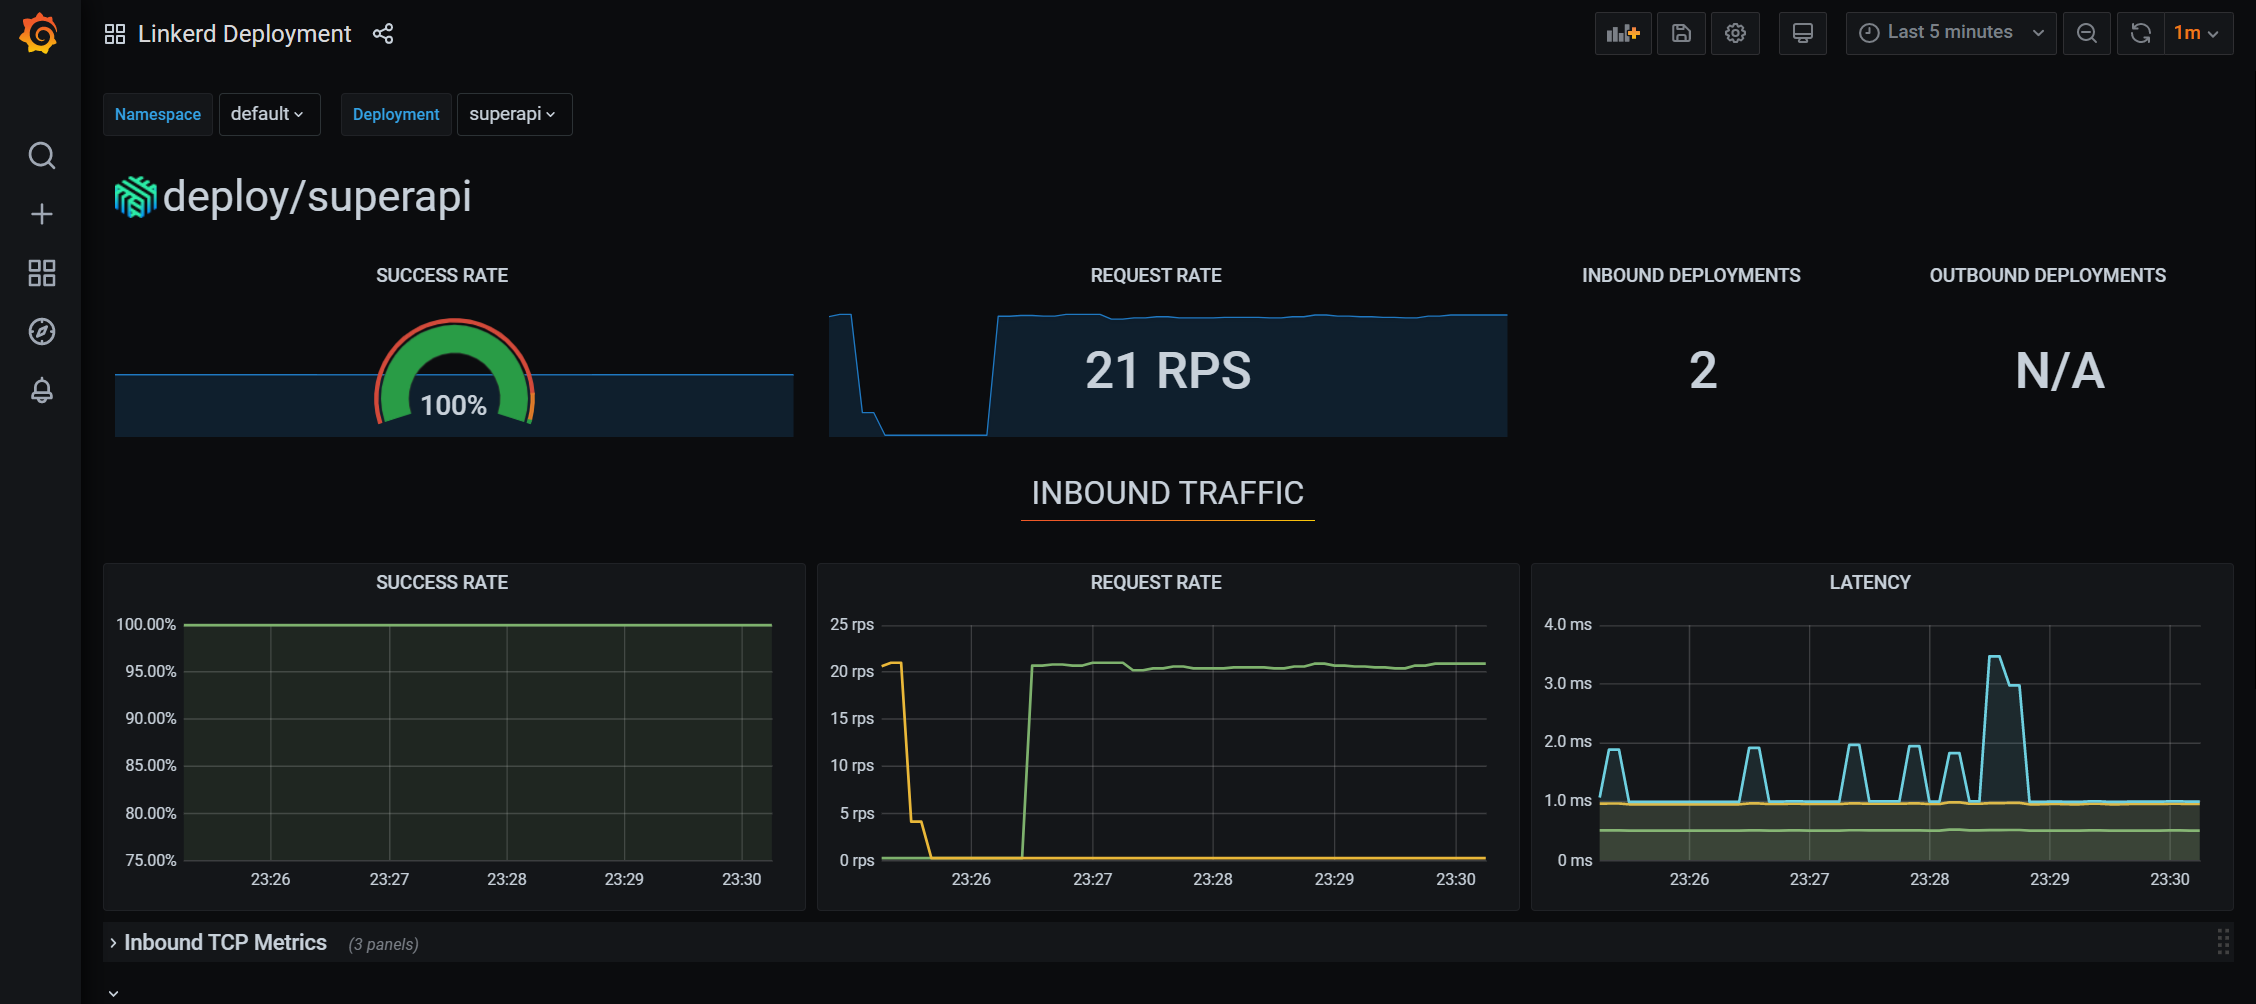 Linkerd Deployment
Last 5 minutes
1m
Namespace
default
Deployment
superapi
deploy/superapi
SUCCESS RATE
REQUEST RATE
INBOUND DEPLOYMENTS
OUTBOUND DEPLOYMENTS
100%
21 RPS
2
N/A
INBOUND TRAFFIC
SUCCESS RATE
100.00%
95.00%
90.00%
85.00%
80.00%
75.00%
23:26 23:27 23:28 23:29 23:30
REQUEST RATE
25 rps
20 rps
15 rps
10 rps
5 rps
0 rps
23:26 23:27 23:28 23:29 23:30
LATENCY
4.0 ms
3.0 ms
2.0 ms
1.0 ms
0 ms
23:26 23:27 23:28 23:29 23:30
Inbound TCP Metrics (3 panels)